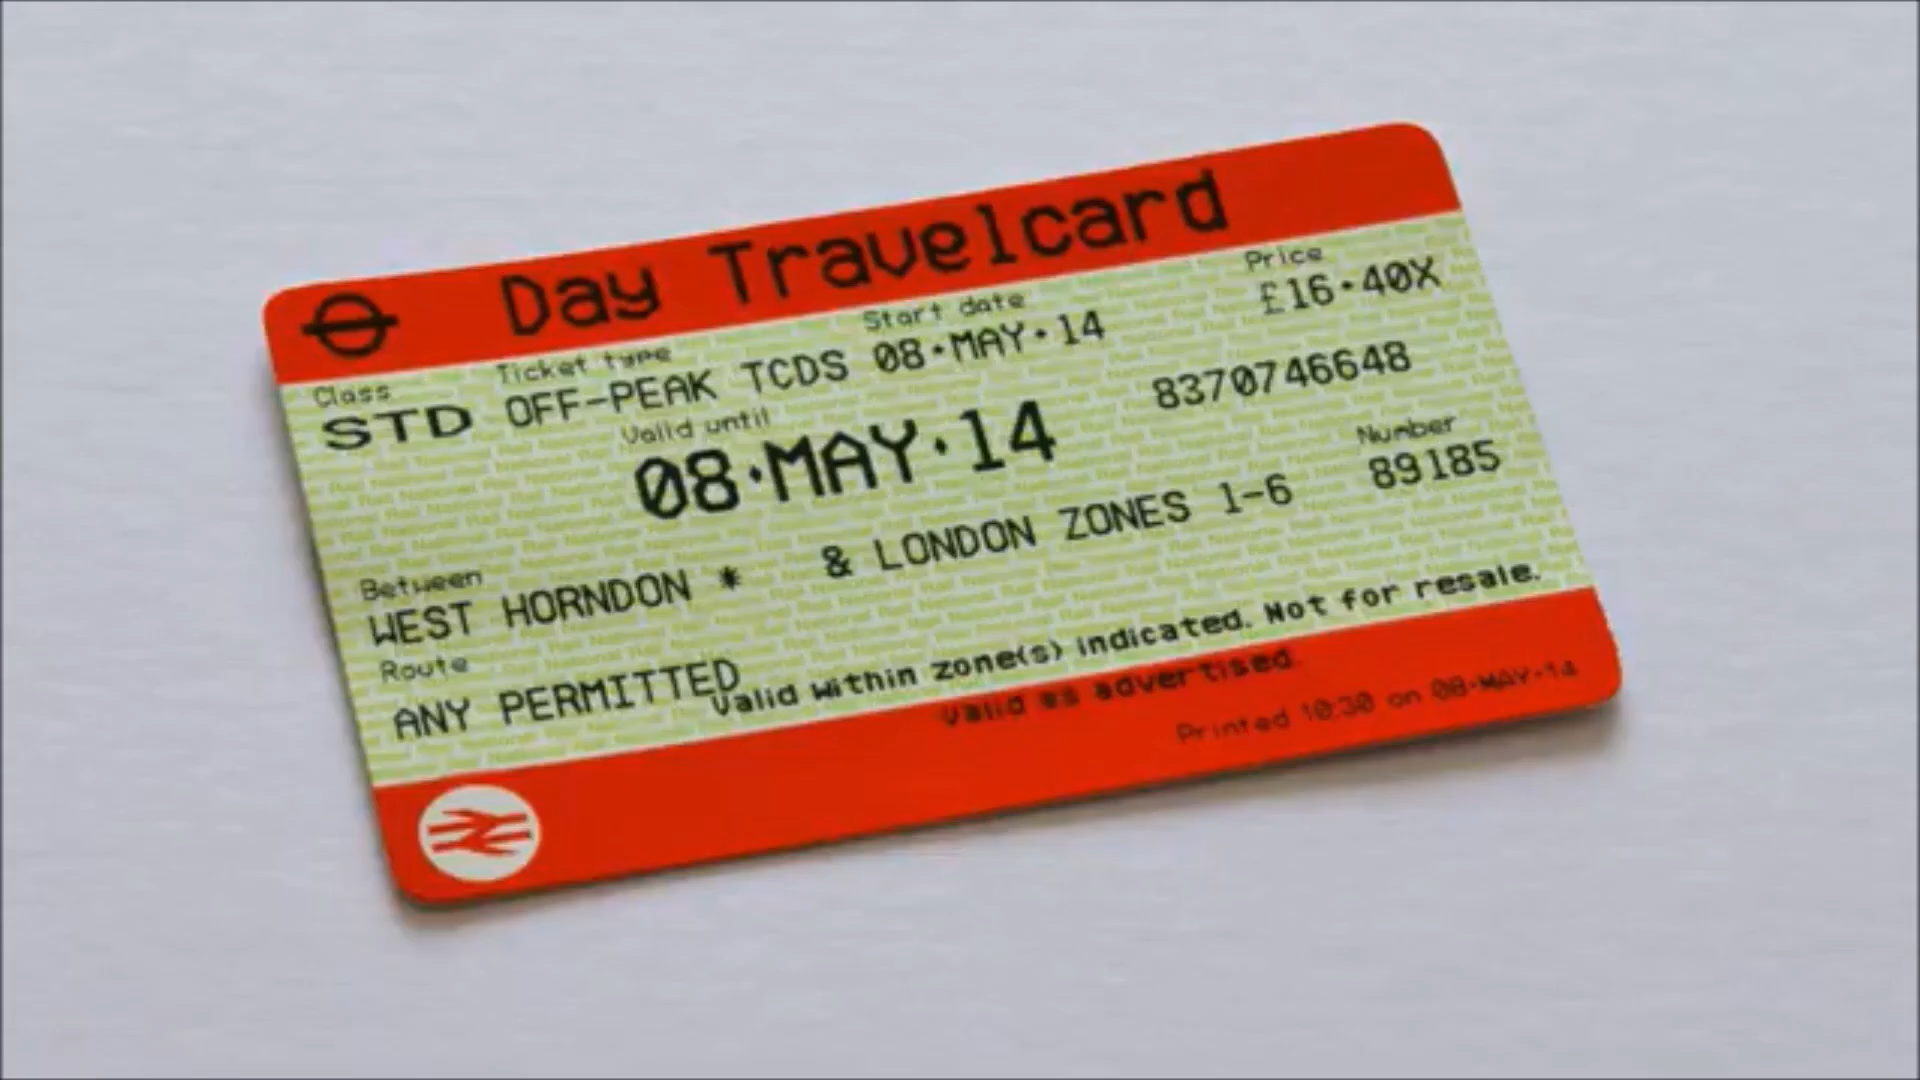 Day Travelcard
Class Ticket type Start date Price
STD OFF-PEAK TCDS 08·MAY·14 £16·40X
Valid until
08·MAY·14 8370746648
Number
89185
Between
WEST HORNDON * & LONDON ZONES 1-6
Route
ANY PERMITTED
Valid within zone(s) indicated. Not for resale.
Valid as advertised.
Printed 10:30 on 08·MAY·14